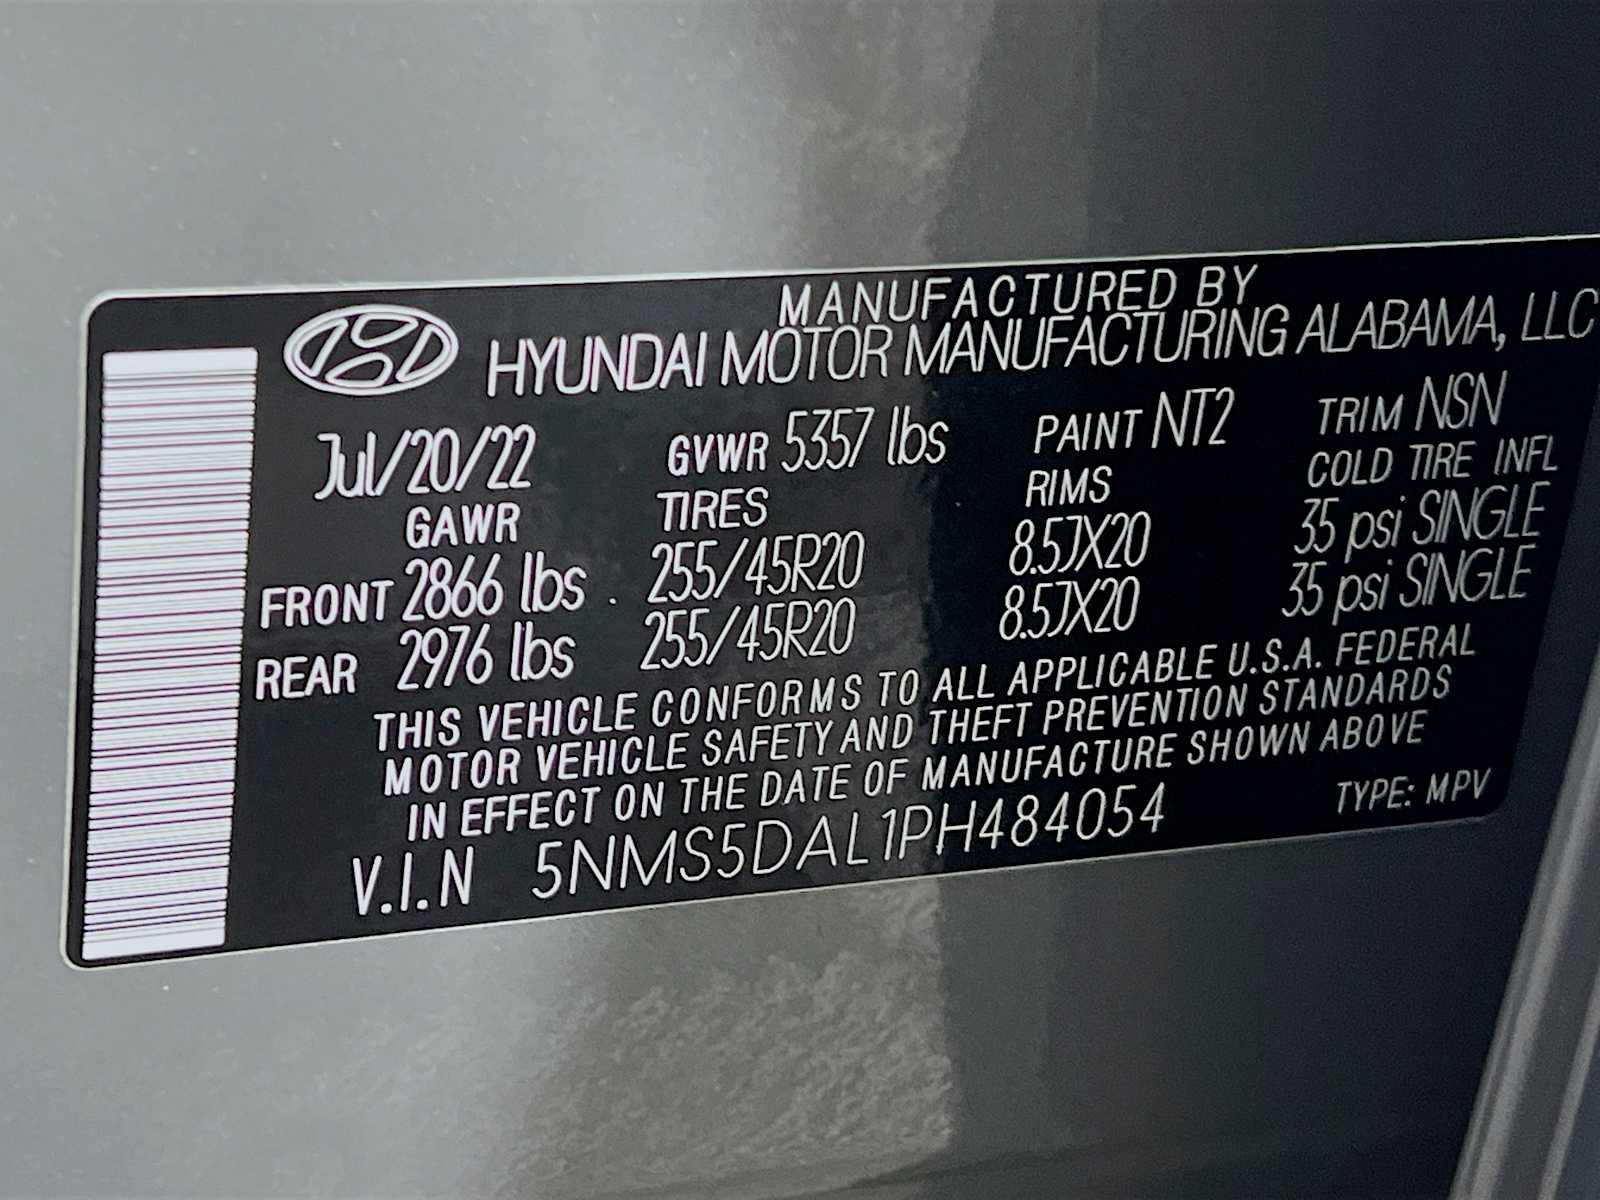 MANUFACTURED BY
HYUNDAI MOTOR MANUFACTURING ALABAMA, LLC
Jul/20/22 GVWR 5357 lbs PAINT NT2 TRIM NSN
GAWR TIRES RIMS COLD TIRE INFL
FRONT 2866 lbs . 255/45R20 8.5JX20 35 psi SINGLE
REAR 2976 lbs 255/45R20 8.5JX20 35 psi SINGLE
THIS VEHICLE CONFORMS TO ALL APPLICABLE U.S.A. FEDERAL
MOTOR VEHICLE SAFETY AND THEFT PREVENTION STANDARDS
IN EFFECT ON THE DATE OF MANUFACTURE SHOWN ABOVE
V.I.N 5NMS5DAL1PH484054 TYPE: MPV